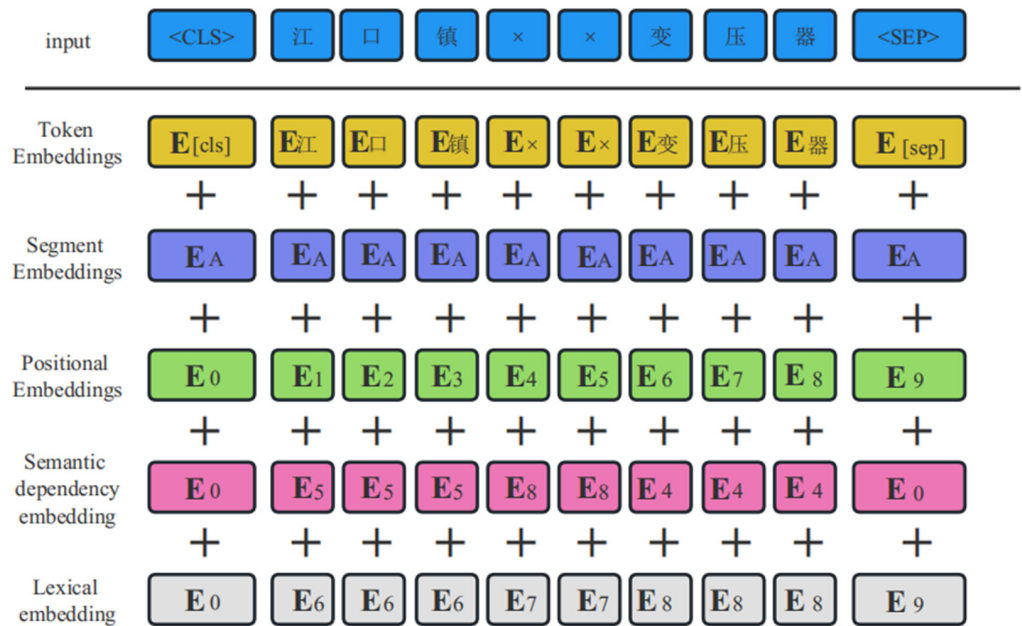 input <CLS> 江 口 镇 × × 变 压 器 <SEP>
Token
Embeddings
E[cls] E江 E口 E镇 E× E× E变 E压 E器 E[sep]
+ + + + + + + + + +
Segment
Embeddings
EA EA EA EA EA EA EA EA EA EA
+ + + + + + + + + +
Positional
Embeddings
E0 E1 E2 E3 E4 E5 E6 E7 E8 E9
+ + + + + + + + + +
Semantic
dependency
embedding
E0 E5 E5 E5 E8 E8 E4 E4 E4 E0
+ + + + + + + + + +
Lexical
embedding
E0 E6 E6 E6 E7 E7 E8 E8 E8 E9